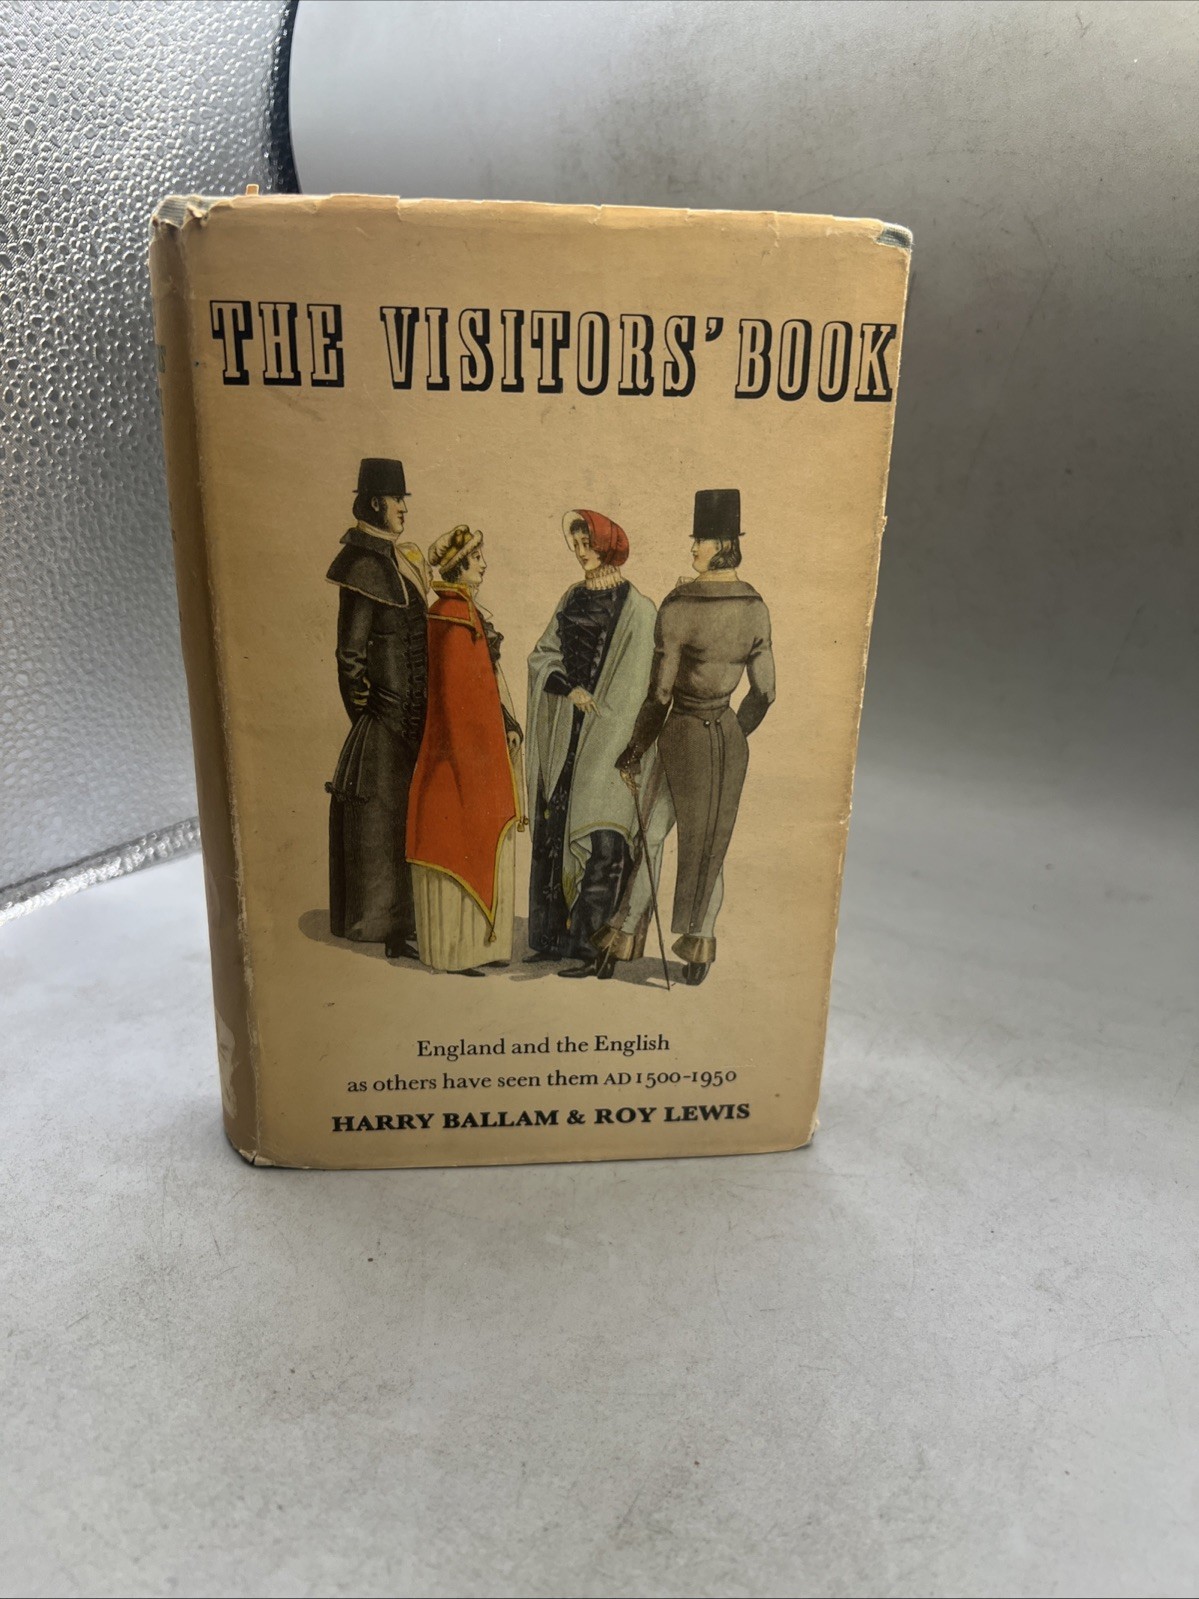 THE VISITORS' BOOK
England and the English
as others have seen them AD 1500-1950
HARRY BALLAM & ROY LEWIS